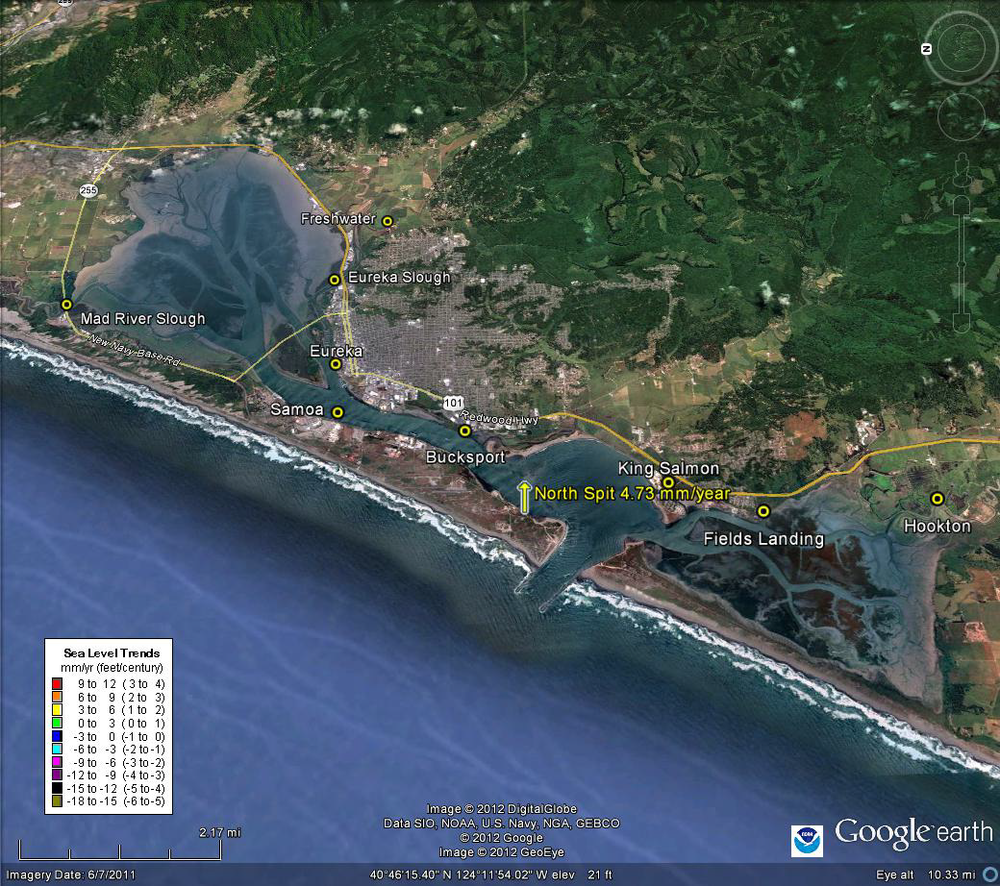 299
N
255
Freshwater
Eureka Slough
Mad River Slough
New Navy Base Rd
Eureka
101
Samoa
Redwood Hwy
Bucksport
King Salmon
North Spit 4.73 mm/year
Fields Landing
Hookton
Sea Level Trends
mm/yr (feet/century)
9 to 12 ( 3 to 4)
6 to 9 ( 2 to 3)
3 to 6 ( 1 to 2)
0 to 3 ( 0 to 1)
-3 to 0 (-1 to 0)
-6 to -3 (-2 to -1)
-9 to -6 (-3 to -2)
-12 to -9 (-4 to -3)
-15 to -12 (-5 to -4)
-18 to -15 (-6 to -5)
2.17 mi
Image © 2012 DigitalGlobe
Data SIO, NOAA, U.S. Navy, NGA, GEBCO
© 2012 Google
Image © 2012 GeoEye
NOAA
Google earth
Imagery Date: 6/7/2011
40°46'15.40" N 124°11'54.02" W elev 21 ft
Eye alt 10.33 mi